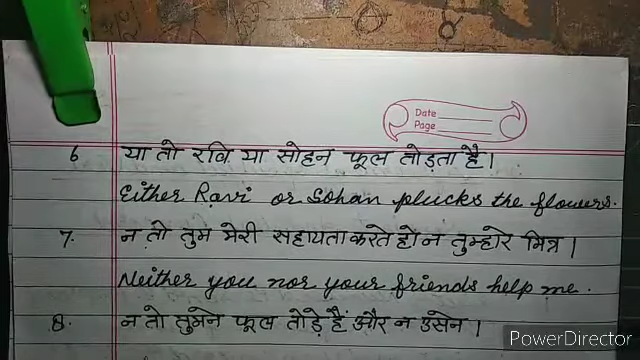 Date
Page
6 या तो रवि या सोहन फूल तोड़ता है।
Either Ravi or Sohan plucks the flowers.
7. न तो तुम मेरी सहायता करते हो न तुम्हारे मित्र।
Neither you nor your friends help me.
8. न तो तुमने फूल तोड़े हैं और न उसने।
PowerDirector